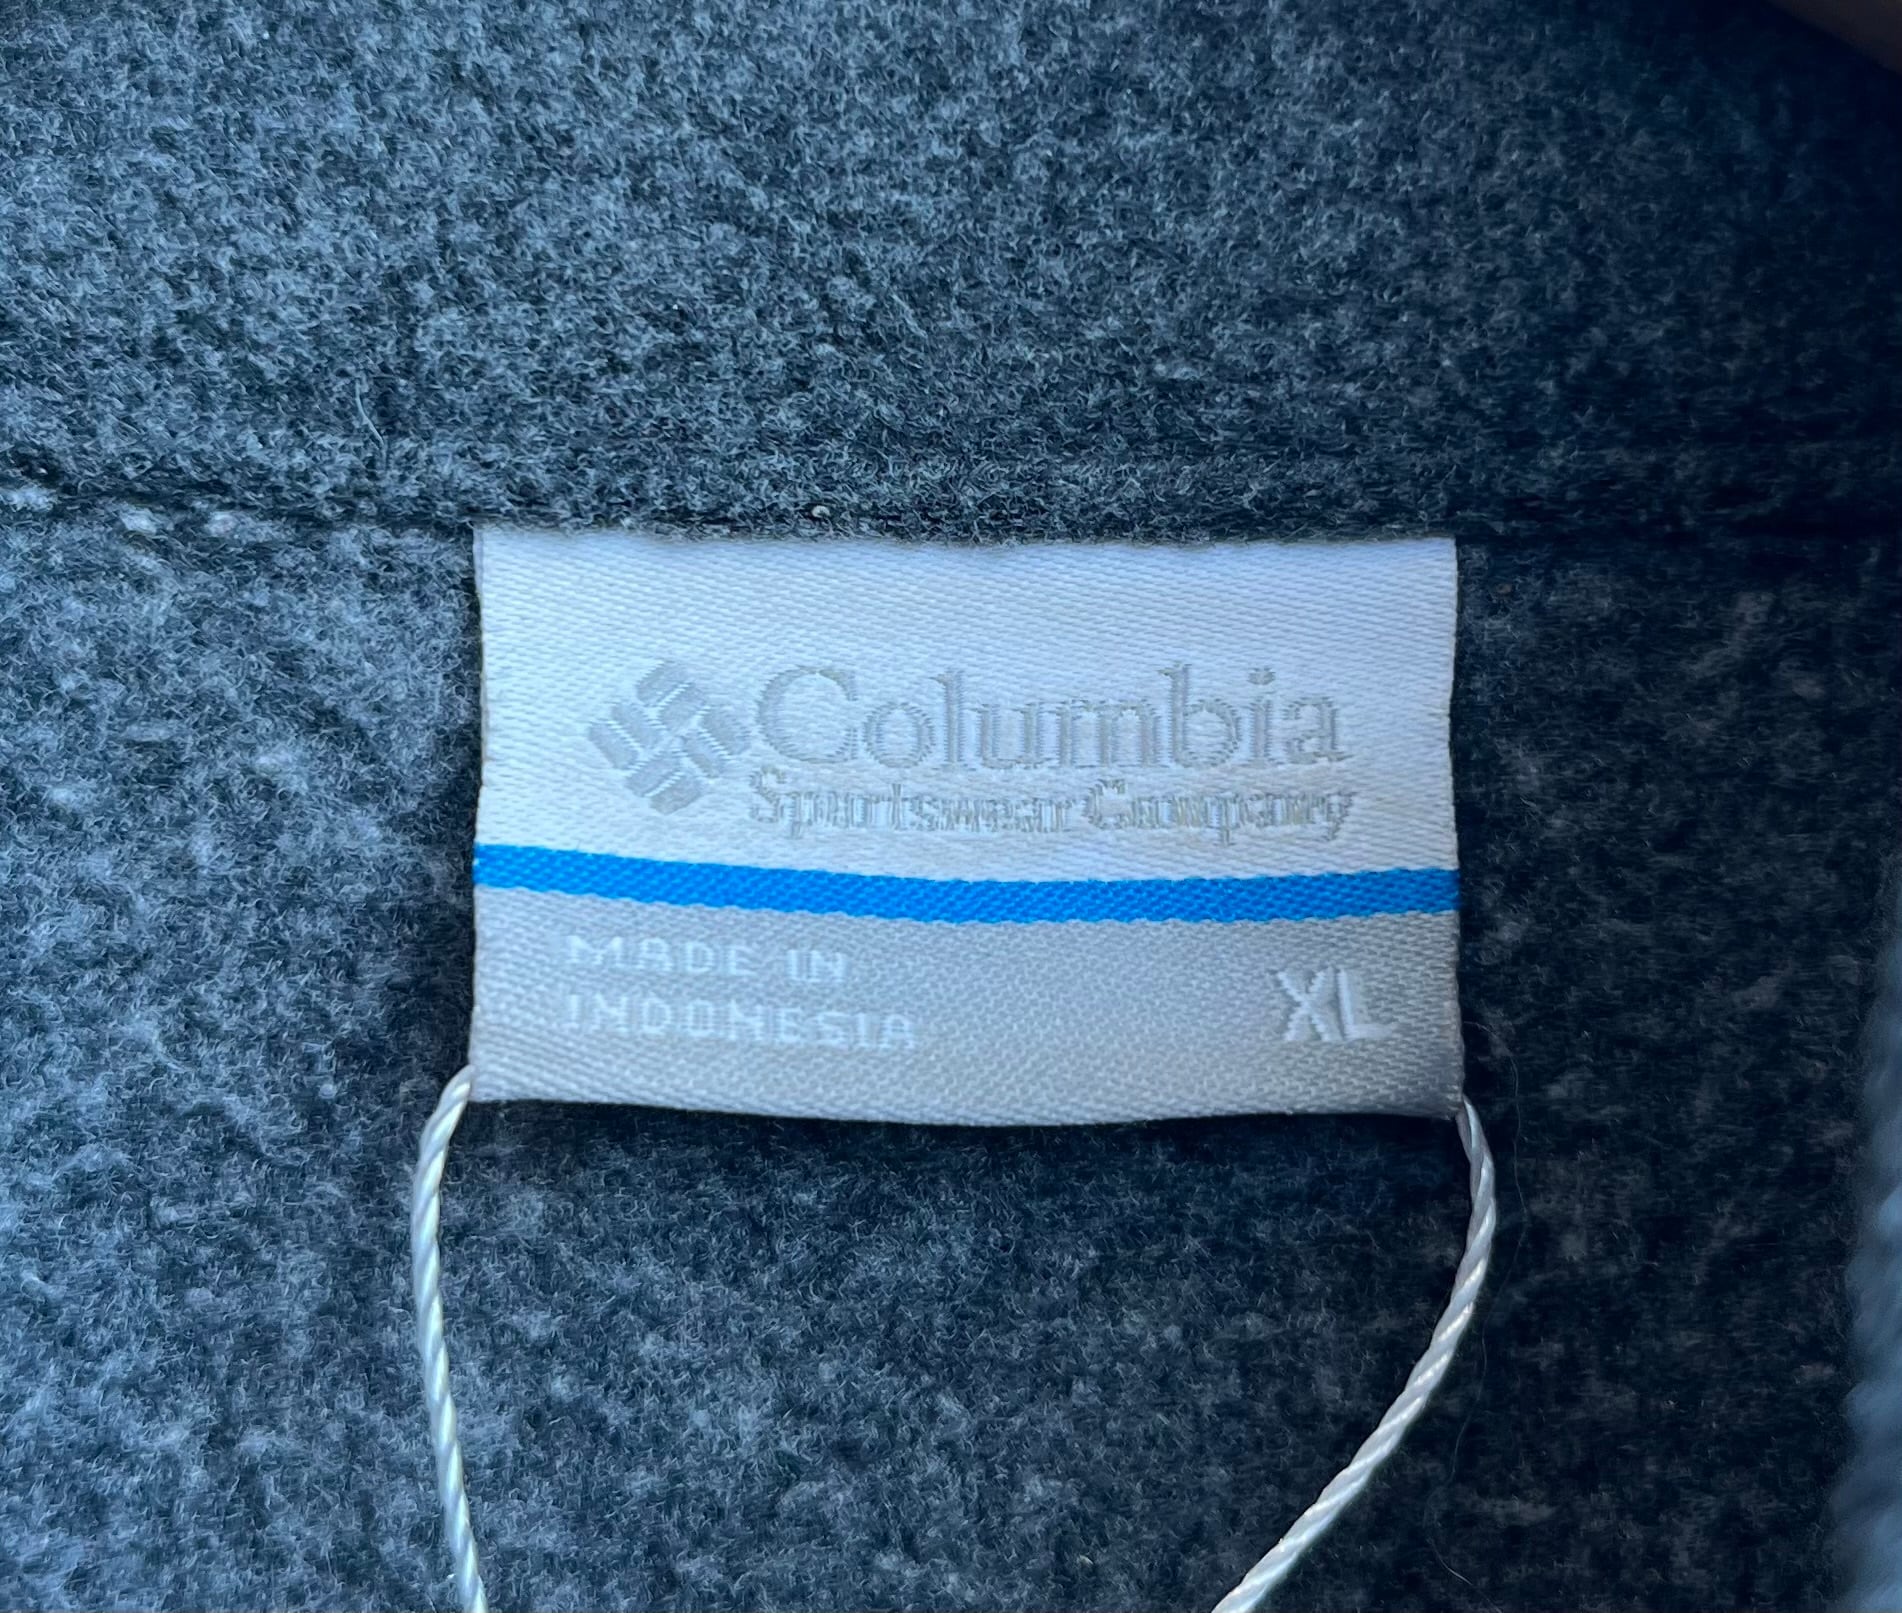 Columbia
Sportswear Company
MADE IN
INDONESIA
XL